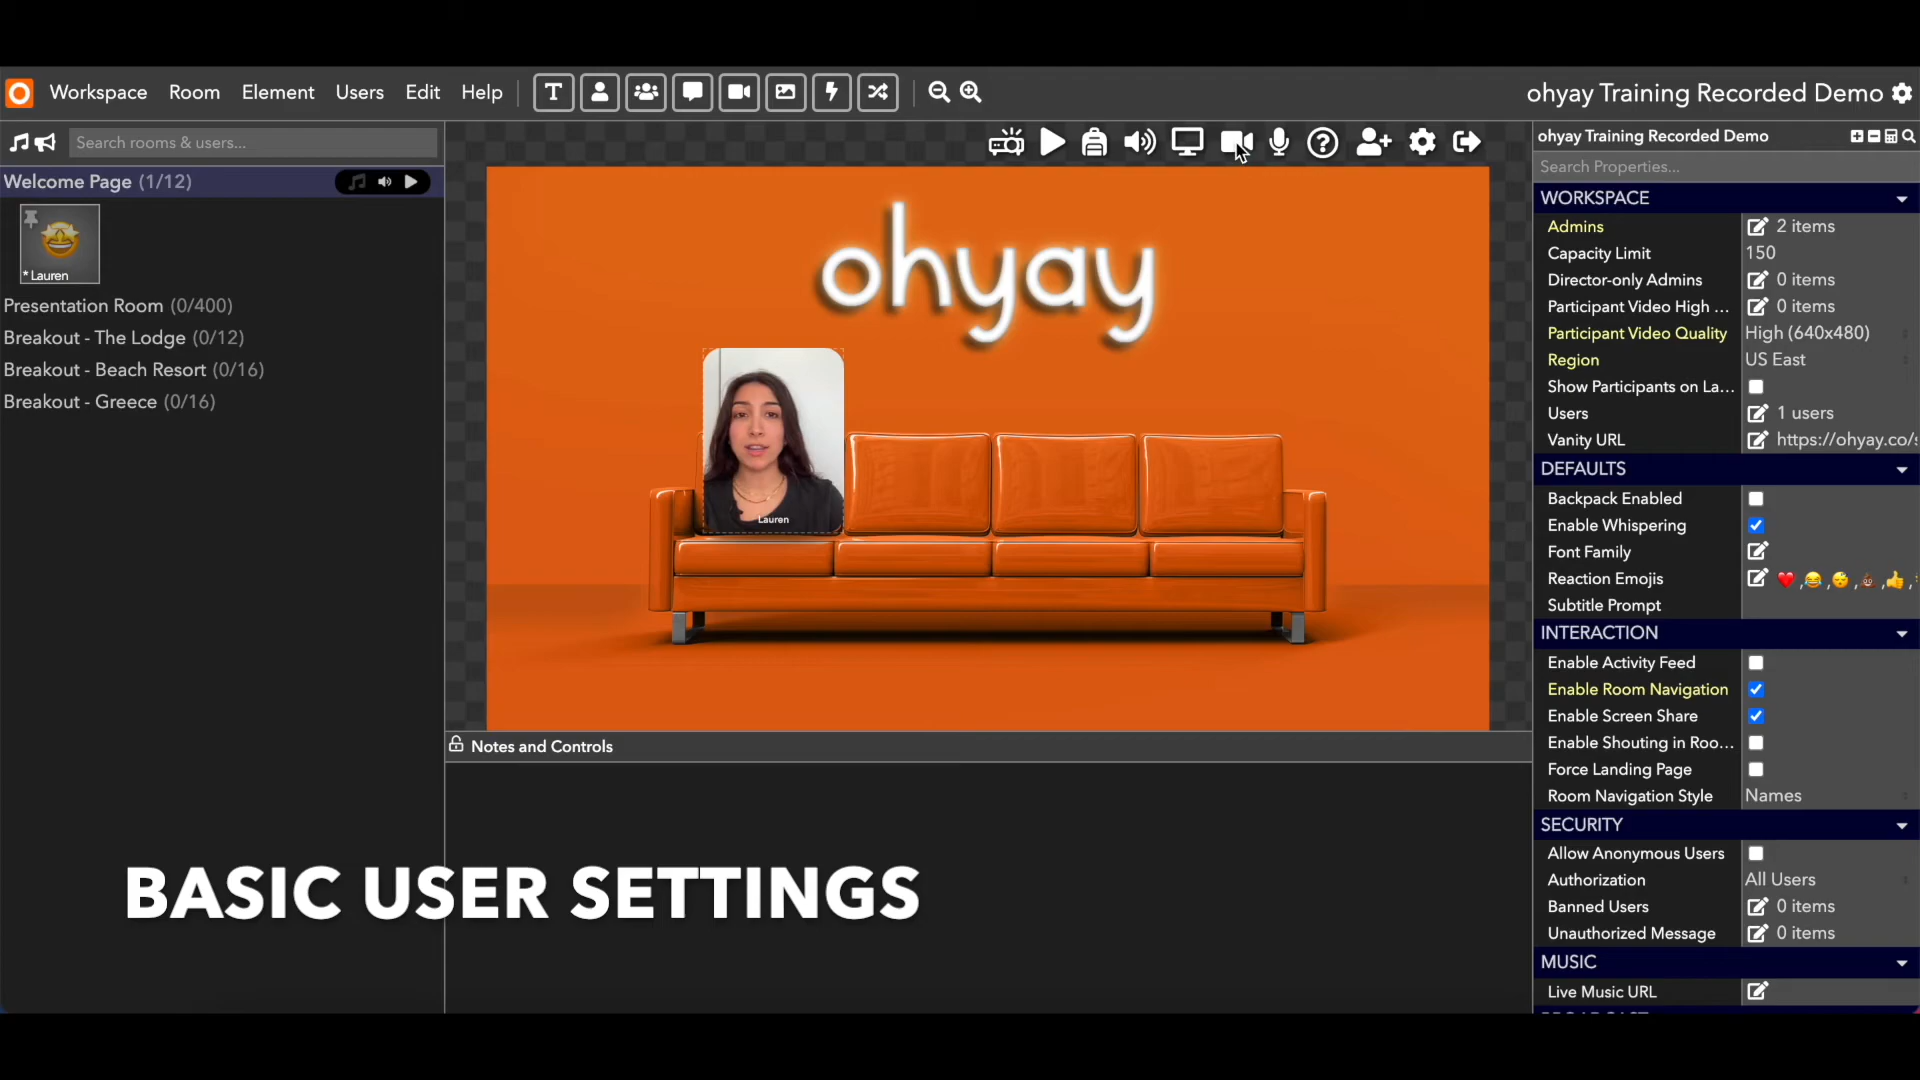 Workspace Room Element Users Edit Help
T
ohyay Training Recorded Demo
Search rooms & users...
Welcome Page (1/12)
* Lauren
Presentation Room (0/400)
Breakout - The Lodge (0/12)
Breakout - Beach Resort (0/16)
Breakout - Greece (0/16)
ohyay
Lauren
Notes and Controls
BASIC USER SETTINGS
ohyay Training Recorded Demo
Search Properties...
WORKSPACE
Admins 2 items
Capacity Limit 150
Director-only Admins 0 items
Participant Video High ... 0 items
Participant Video Quality High (640x480)
Region US East
Show Participants on La...
Users 1 users
Vanity URL https://ohyay.co/s
DEFAULTS
Backpack Enabled
Enable Whispering
Font Family
Reaction Emojis ❤️,😂,😴,💩,👍,
Subtitle Prompt
INTERACTION
Enable Activity Feed
Enable Room Navigation
Enable Screen Share
Enable Shouting in Roo...
Force Landing Page
Room Navigation Style Names
SECURITY
Allow Anonymous Users
Authorization All Users
Banned Users 0 items
Unauthorized Message 0 items
MUSIC
Live Music URL